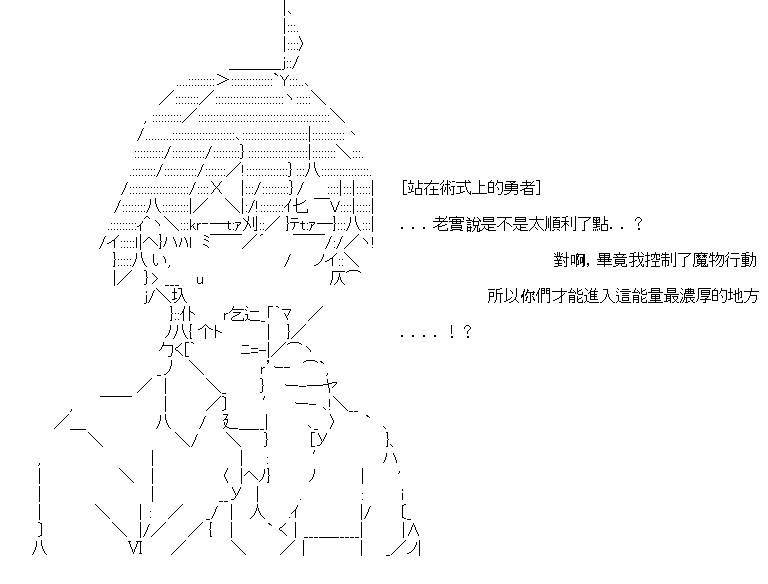 [站在術式上的勇者]
...老實說是不是太順利了點..？
對啊,畢竟我控制了魔物行動
所以你們才能進入這能量最濃厚的地方
....！？